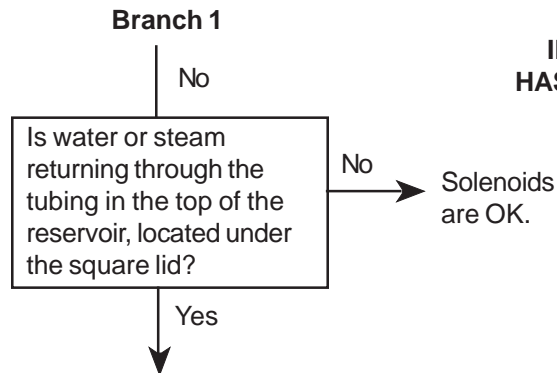 Branch 1
No
Is water or steam
returning through the
tubing in the top of the
reservoir, located under
the square lid?
No
Solenoids
are OK.
Yes